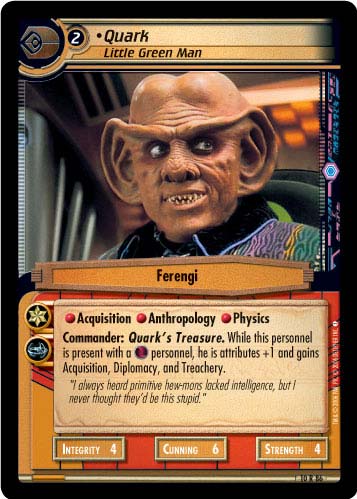 2 •Quark
Little Green Man
Ferengi
Acquisition Anthropology Physics
Commander: Quark's Treasure. While this personnel
is present with a personnel, he is attributes +1 and gains
Acquisition, Diplomacy, and Treachery.
"I always heard primitive hew-mons lacked intelligence, but I
never thought they'd be this stupid."
INTEGRITY 4 CUNNING 6 STRENGTH 4